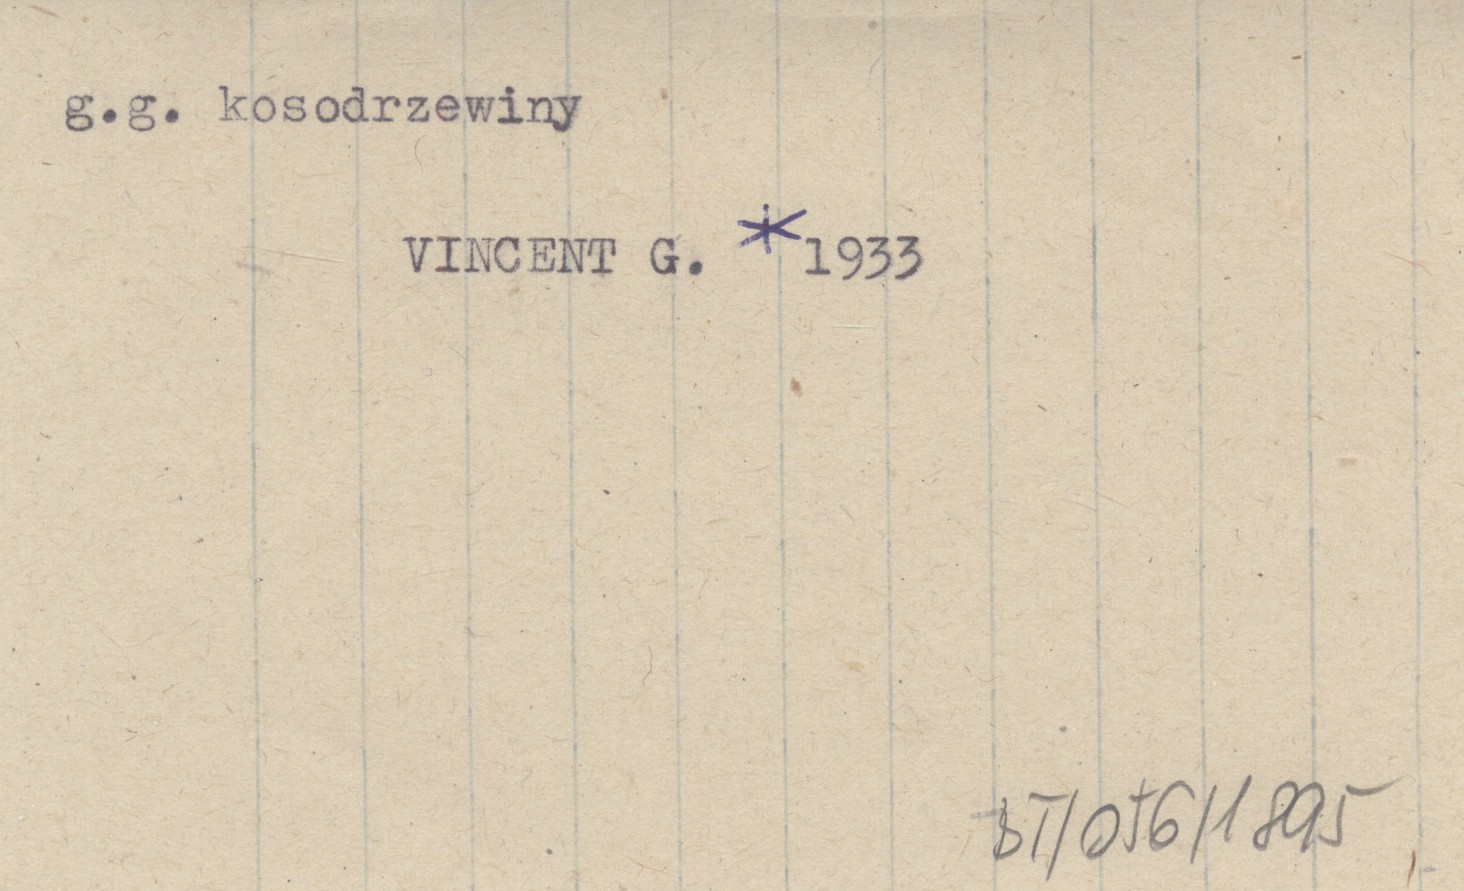 g.g. kosodrzewiny
VINCENT G. * 1933
BT/056/1895